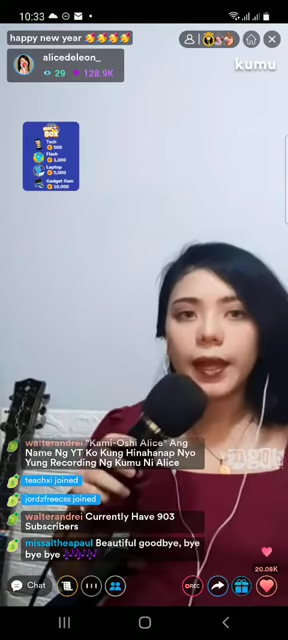 10:33
happy new year 🥰🥰🥰🥰
alicedeleon_
29 128.9K
kumu
BOX
Tech
Flash
Laptop
walterandrei "Kami-Oshi Alice" Ang
Name Ng YT Ko Kung Hinahanap Nyo
Yung Recording Ng Kumu Ni Alice
teachxi joined
jordzfreecss joined
walterandrei Currently Have 903
Subscribers
missaltheapaul Beautiful goodbye, bye
bye bye 🎶🎶🎶
20.08K
Chat
REC